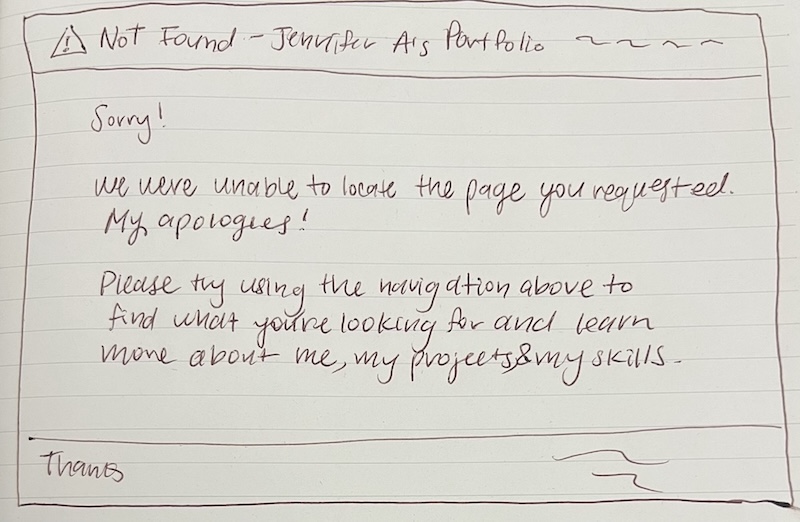 Not Found - Jennifer A's Portfolio
Sorry!
We were unable to locate the page you requested.
My apologies!
Please try using the navigation above to
find what you're looking for and learn
more about me, my projects & my skills.
Thanks